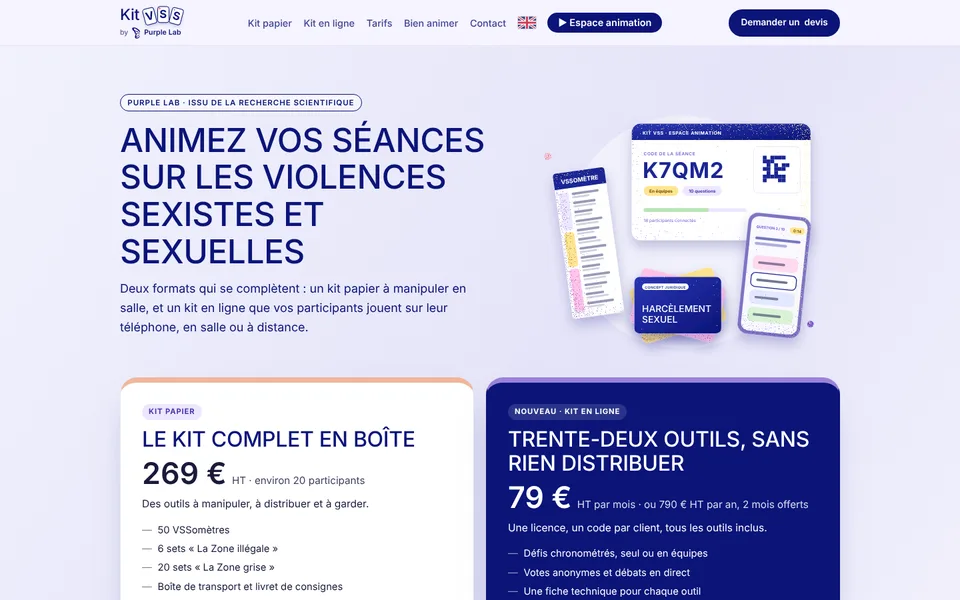 Kit VSS
by Purple Lab
Kit papier
Kit en ligne
Tarifs
Bien animer
Contact
▶ Espace animation
Demander un devis
PURPLE LAB · ISSU DE LA RECHERCHE SCIENTIFIQUE
ANIMEZ VOS SÉANCES
SUR LES VIOLENCES
SEXISTES ET
SEXUELLES
Deux formats qui se complètent : un kit papier à manipuler en
salle, et un kit en ligne que vos participants jouent sur leur
téléphone, en salle ou à distance.
KIT VSS · ESPACE ANIMATION
CODE DE LA SÉANCE
K7QM2
En équipes
10 questions
18 participants connectés
VSSOMÈTRE
CONCEPT JURIDIQUE
HARCÈLEMENT
SEXUEL
KIT PAPIER
LE KIT COMPLET EN BOÎTE
269 € HT · environ 20 participants
Des outils à manipuler, à distribuer et à garder.
— 50 VSSomètres
— 6 sets « La Zone illégale »
— 20 sets « La Zone grise »
— Boîte de transport et livret de consignes
NOUVEAU · KIT EN LIGNE
TRENTE-DEUX OUTILS, SANS
RIEN DISTRIBUER
79 € HT par mois · ou 790 € HT par an, 2 mois offerts
Une licence, un code par client, tous les outils inclus.
— Défis chronométrés, seul ou en équipes
— Votes anonymes et débats en direct
— Une fiche technique pour chaque outil